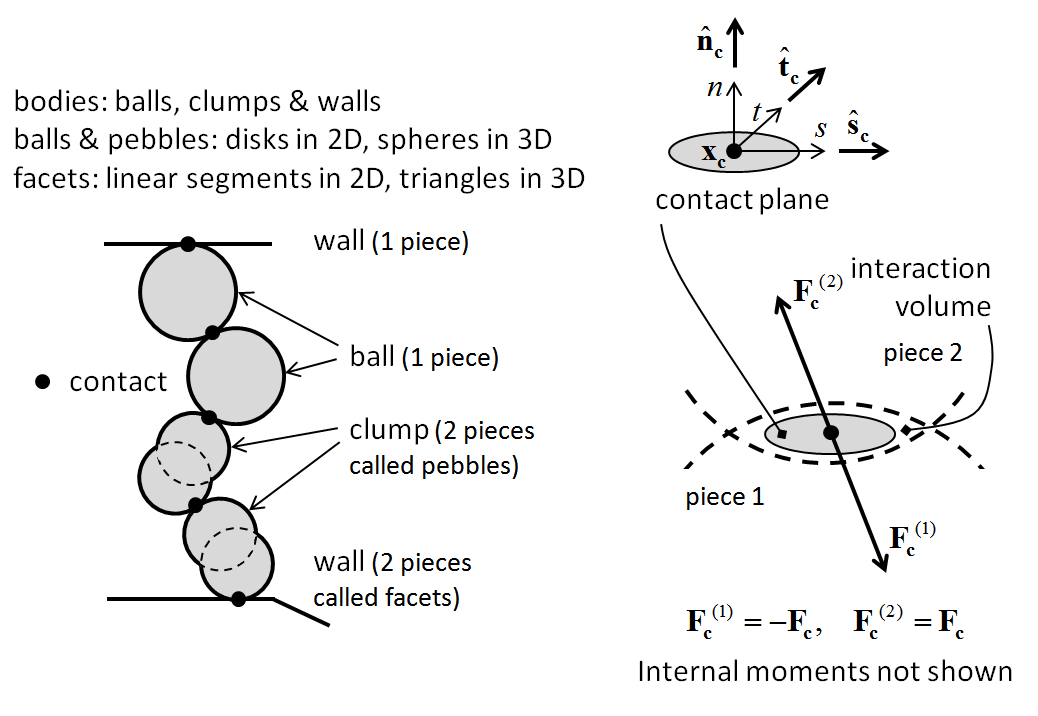 bodies: balls, clumps & walls
balls & pebbles: disks in 2D, spheres in 3D
facets: linear segments in 2D, triangles in 3D
wall (1 piece)
ball (1 piece)
contact
clump (2 pieces
called pebbles)
wall (2 pieces
called facets)
n̂c
t̂c
n
t
s
ŝc
xc
contact plane
Fc(2)
interaction
volume
piece 2
piece 1
Fc(1)
Fc(1) = −Fc, Fc(2) = Fc
Internal moments not shown